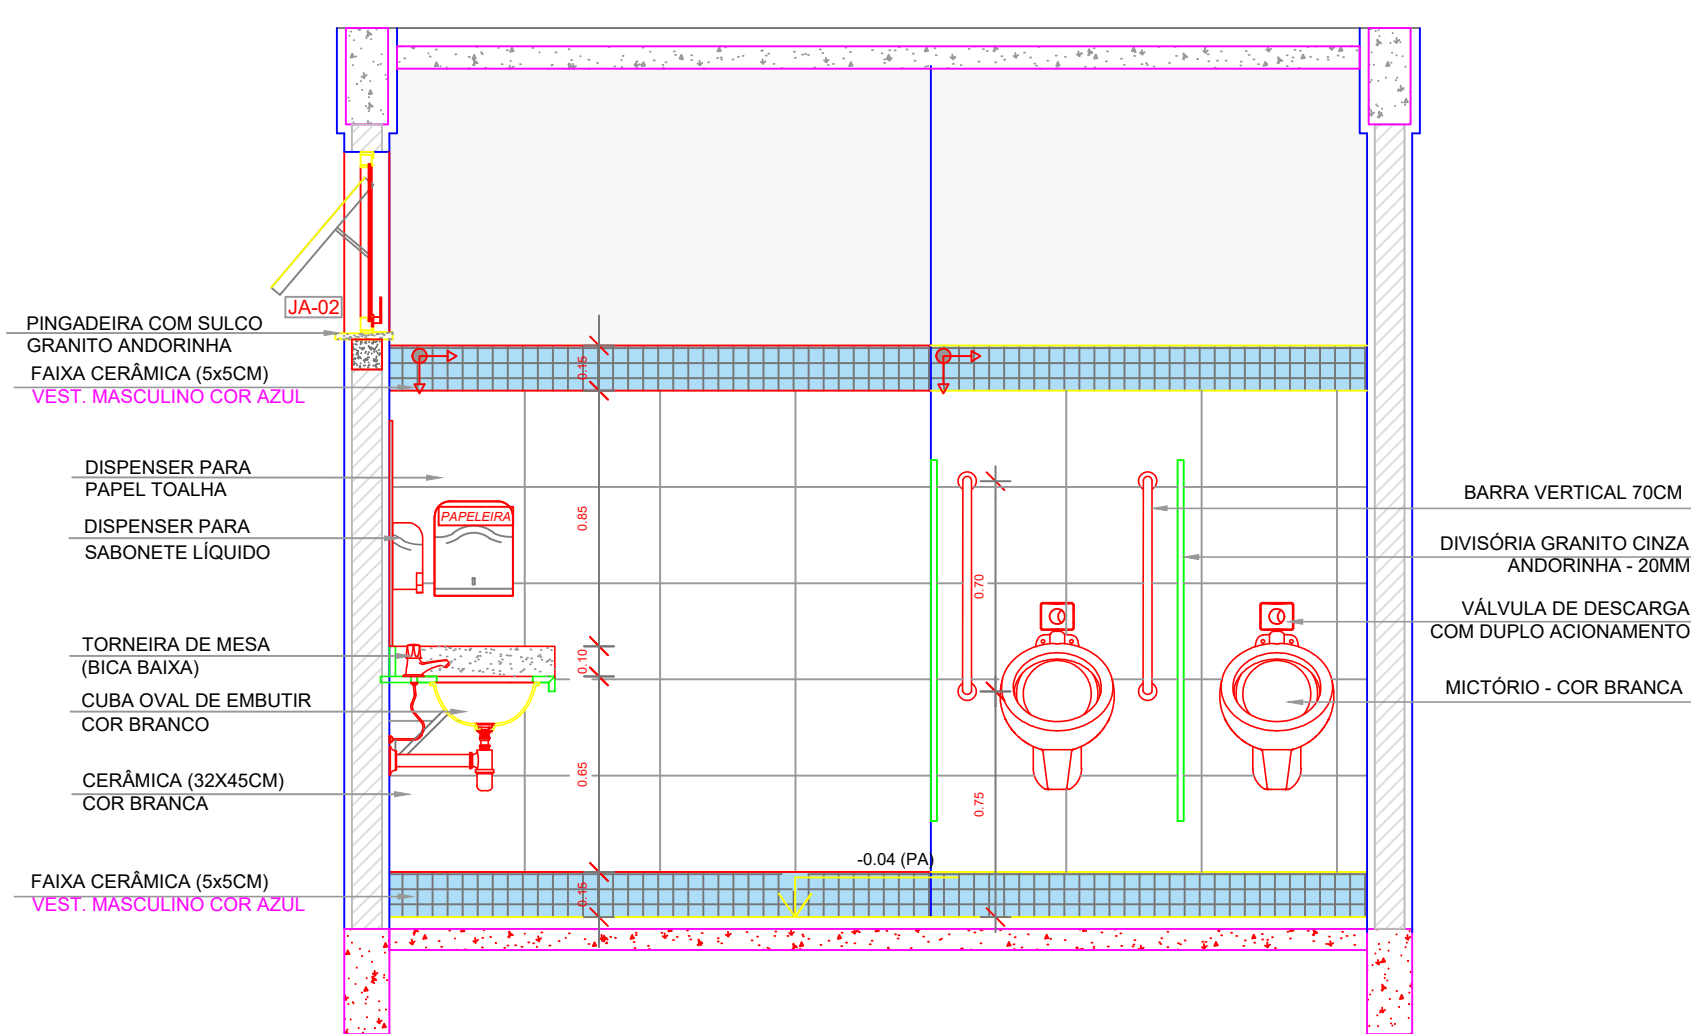 JA-02
PINGADEIRA COM SULCO
GRANITO ANDORINHA
FAIXA CERÂMICA (5x5CM)
VEST. MASCULINO COR AZUL
DISPENSER PARA
PAPEL TOALHA
DISPENSER PARA
SABONETE LÍQUIDO
TORNEIRA DE MESA
(BICA BAIXA)
CUBA OVAL DE EMBUTIR
COR BRANCO
CERÂMICA (32X45CM)
COR BRANCA
FAIXA CERÂMICA (5x5CM)
VEST. MASCULINO COR AZUL
PAPELEIRA
0.15
0.85
0.10
0.65
0.15
0.70
0.75
-0.04 (PA)
BARRA VERTICAL 70CM
DIVISÓRIA GRANITO CINZA
ANDORINHA - 20MM
VÁLVULA DE DESCARGA
COM DUPLO ACIONAMENTO
MICTÓRIO - COR BRANCA